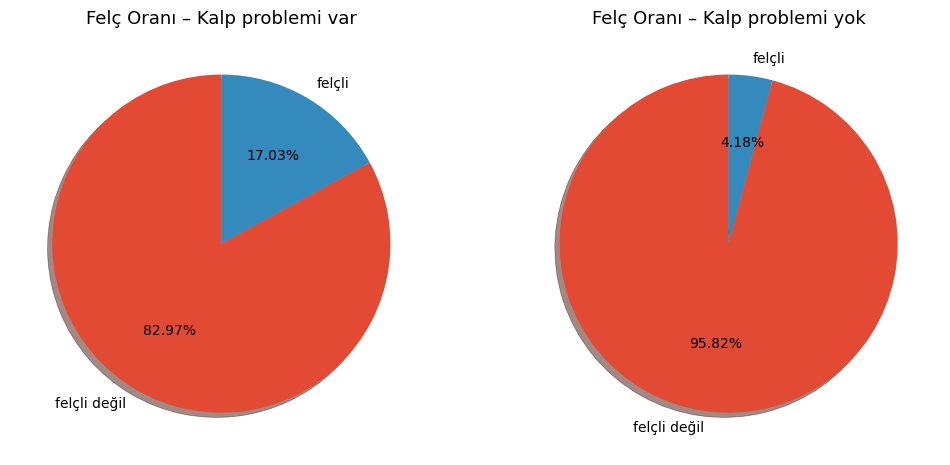 Felç Oranı – Kalp problemi var
felçli
17.03%
82.97%
felçli değil
Felç Oranı – Kalp problemi yok
felçli
4.18%
95.82%
felçli değil